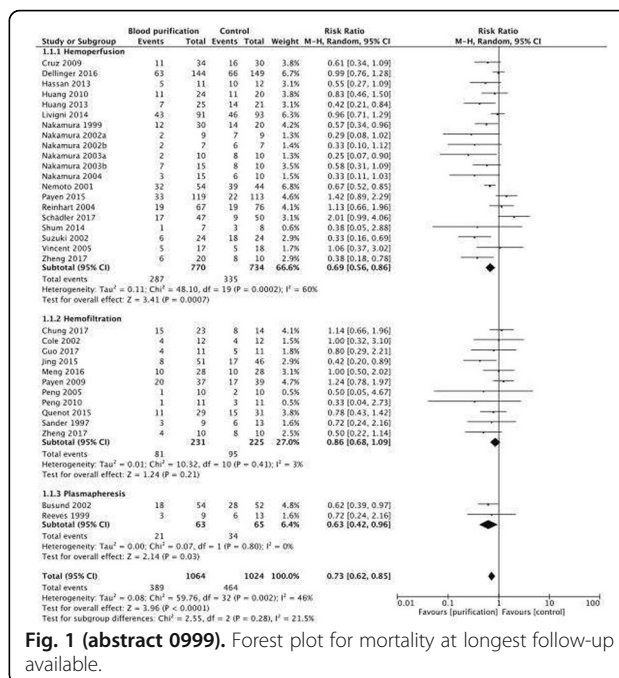 Blood purification Control Risk Ratio Risk Ratio
Study or Subgroup Events Total Events Total Weight M-H, Random, 95% CI M-H, Random, 95% CI
1.1.1 Hemoperfusion
Cruz 2009 11 34 16 30 3.8% 0.61 [0.34, 1.09]
Dellinger 2016 63 144 66 149 7.5% 0.99 [0.76, 1.28]
Hassan 2013 5 11 10 12 2.9% 0.55 [0.27, 1.09]
Huang 2010 11 24 11 20 3.8% 0.83 [0.46, 1.50]
Huang 2013 7 25 14 21 2.8% 0.42 [0.21, 0.84]
Livigni 2014 43 91 46 93 6.9% 0.96 [0.71, 1.29]
Nakamura 1999 12 30 14 20 4.2% 0.57 [0.34, 0.96]
Nakamura 2002a 2 9 7 9 1.2% 0.29 [0.08, 1.02]
Nakamura 2002b 2 7 6 7 1.3% 0.33 [0.10, 1.12]
Nakamura 2003a 2 10 8 10 1.2% 0.25 [0.07, 0.90]
Nakamura 2003b 7 15 8 10 3.4% 0.58 [0.31, 1.09]
Nakamura 2004 3 15 6 10 1.5% 0.33 [0.11, 1.03]
Nemoto 2001 32 54 39 44 7.5% 0.67 [0.52, 0.85]
Payen 2015 33 119 22 113 4.7% 1.42 [0.89, 2.29]
Reinhart 2004 19 67 19 76 4.1% 1.13 [0.66, 1.96]
Schädler 2017 17 47 9 50 2.8% 2.01 [0.99, 4.06]
Shum 2014 1 7 3 8 0.5% 0.38 [0.05, 2.88]
Suzuki 2002 6 24 18 24 2.7% 0.33 [0.16, 0.69]
Vincent 2005 5 17 5 18 1.6% 1.06 [0.37, 3.02]
Zheng 2017 6 20 8 10 2.6% 0.38 [0.18, 0.78]
Subtotal (95% CI) 770 734 66.6% 0.69 [0.56, 0.86]
Total events 287 335
Heterogeneity: Tau² = 0.11; Chi² = 48.10, df = 19 (P = 0.0002); I² = 60%
Test for overall effect: Z = 3.41 (P = 0.0007)
1.1.2 Hemofiltration
Chung 2017 15 23 8 14 4.1% 1.14 [0.66, 1.96]
Cole 2002 4 12 4 12 1.5% 1.00 [0.32, 3.10]
Guo 2017 4 11 5 11 1.7% 0.80 [0.29, 2.21]
Jing 2015 8 51 17 46 2.9% 0.42 [0.20, 0.89]
Meng 2016 10 28 10 28 2.9% 1.00 [0.50, 2.02]
Payen 2009 20 37 17 39 4.9% 1.24 [0.78, 1.97]
Peng 2005 1 10 2 10 0.4% 0.50 [0.05, 4.67]
Peng 2010 1 11 3 11 0.5% 0.33 [0.04, 2.73]
Quenot 2015 11 29 15 31 3.6% 0.78 [0.43, 1.42]
Sander 1997 3 9 6 13 1.5% 0.72 [0.24, 2.16]
Zheng 2017 4 10 8 10 2.4% 0.50 [0.22, 1.14]
Subtotal (95% CI) 231 225 27.0% 0.86 [0.68, 1.09]
Total events 81 95
Heterogeneity: Tau² = 0.01; Chi² = 10.32, df = 10 (P = 0.41); I² = 3%
Test for overall effect: Z = 1.24 (P = 0.21)
1.1.3 Plasmapheresis
Busund 2002 18 54 28 52 4.8% 0.62 [0.39, 0.97]
Reeves 1999 3 9 6 13 1.5% 0.72 [0.24, 2.16]
Subtotal (95% CI) 63 65 6.4% 0.63 [0.42, 0.96]
Total events 21 34
Heterogeneity: Tau² = 0.00; Chi² = 0.07, df = 1 (P = 0.80); I² = 0%
Test for overall effect: Z = 2.14 (P = 0.03)
Total (95% CI) 1064 1024 100.0% 0.73 [0.62, 0.85]
Total events 389 464
Heterogeneity: Tau² = 0.08; Chi² = 59.76, df = 32 (P = 0.002); I² = 46%
Test for overall effect: Z = 3.96 (P < 0.0001)
Test for subgroup differences: Chi² = 2.55, df = 2 (P = 0.28), I² = 21.5%
0.01 0.1 1 10 100
Favours [purification] Favours [control]
Fig. 1 (abstract 0999). Forest plot for mortality at longest follow-up
available.